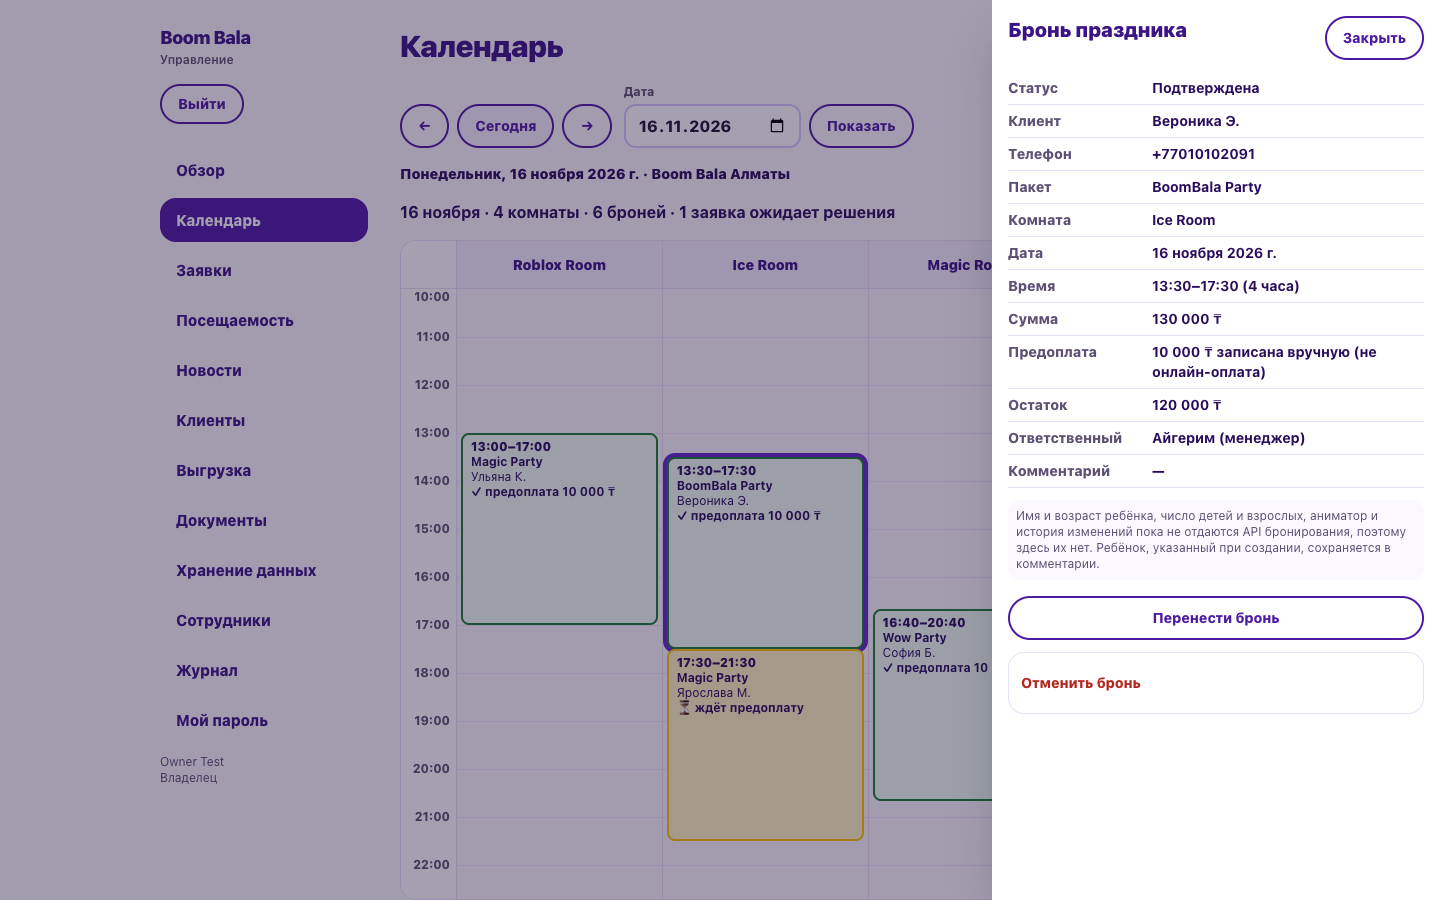 Boom Bala
Управление
Выйти
Обзор
Календарь
Заявки
Посещаемость
Новости
Клиенты
Выгрузка
Документы
Хранение данных
Сотрудники
Журнал
Мой пароль
Owner Test
Владелец
Календарь
Дата
← Сегодня → 16.11.2026 Показать
Понедельник, 16 ноября 2026 г. · Boom Bala Алматы
16 ноября · 4 комнаты · 6 броней · 1 заявка ожидает решения
Roblox Room Ice Room Magic Ro
10:00
11:00
12:00
13:00
14:00
15:00
16:00
17:00
18:00
19:00
20:00
21:00
22:00
13:00–17:00
Magic Party
Ульяна К.
✓ предоплата 10 000 ₸
13:30–17:30
BoomBala Party
Вероника Э.
✓ предоплата 10 000 ₸
17:30–21:30
Magic Party
Ярослава М.
⏳ ждёт предоплату
16:40–20:40
Wow Party
София Б.
✓ предоплата 10
Бронь праздника
Закрыть
Статус Подтверждена
Клиент Вероника Э.
Телефон +77010102091
Пакет BoomBala Party
Комната Ice Room
Дата 16 ноября 2026 г.
Время 13:30–17:30 (4 часа)
Сумма 130 000 ₸
Предоплата 10 000 ₸ записана вручную (не
онлайн-оплата)
Остаток 120 000 ₸
Ответственный Айгерим (менеджер)
Комментарий —
Имя и возраст ребёнка, число детей и взрослых, аниматор и
история изменений пока не отдаются API бронирования, поэтому
здесь их нет. Ребёнок, указанный при создании, сохраняется в
комментарии.
Перенести бронь
Отменить бронь